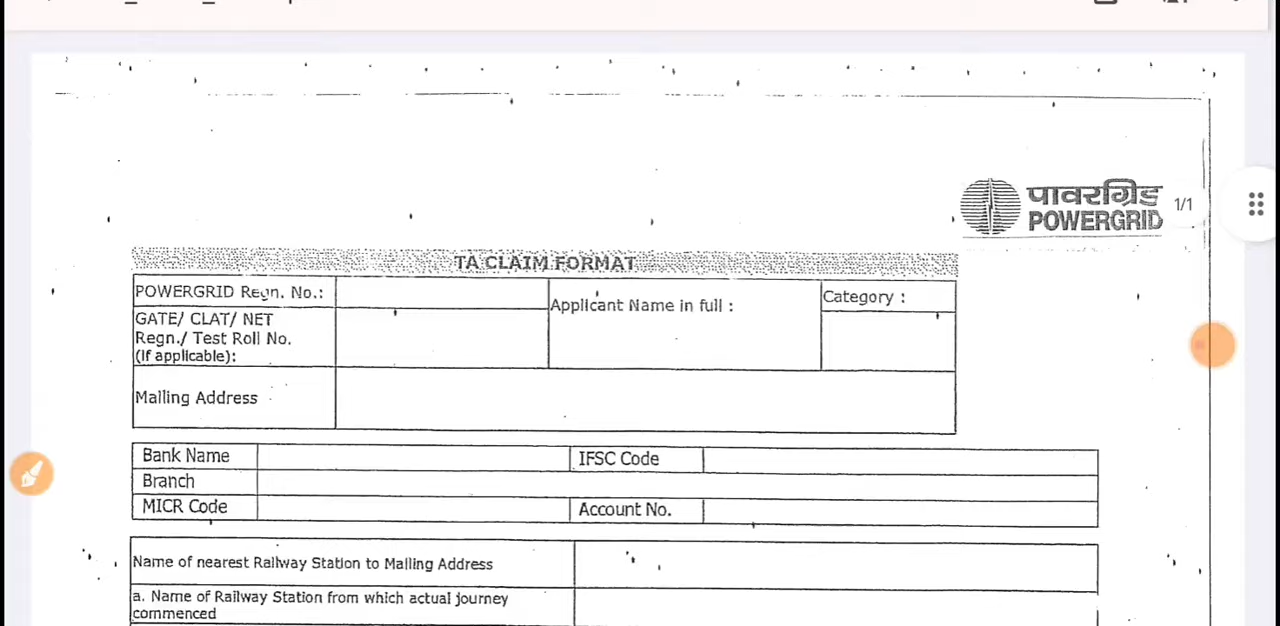 पावरग्रिड
POWERGRID
1/1
TA CLAIM FORMAT
POWERGRID Regn. No.:
Applicant Name in full :
Category :
GATE/ CLAT/ NET
Regn./ Test Roll No.
(If applicable):
Mailing Address
Bank Name
IFSC Code
Branch
MICR Code
Account No.
Name of nearest Railway Station to Mailing Address
a. Name of Railway Station from which actual journey
commenced